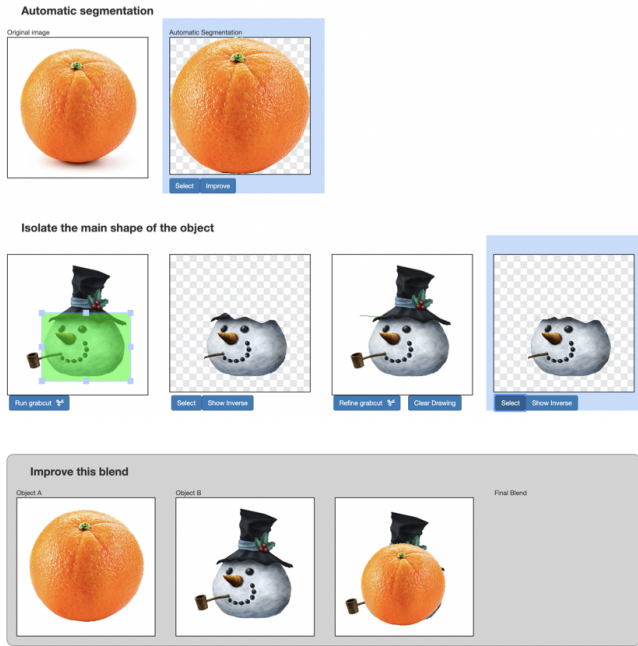 Automatic segmentation
Original image
Automatic Segmentation
Select
Improve
Isolate the main shape of the object
Run grabcut
Select
Show Inverse
Refine grabcut
Clear Drawing
Select
Show Inverse
Improve this blend
Object A
Object B
Final Blend